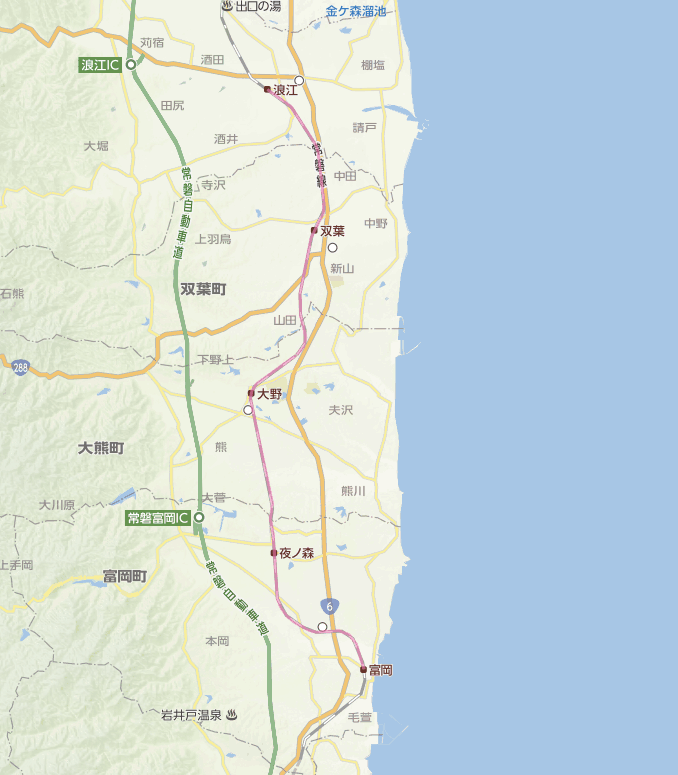 出口の湯
金ケ森溜池
苅宿
酒田
浪江IC
棚塩
浪江
田尻
請戸
酒井
大堀
常磐線
中田
寺沢
常磐自動車道
中野
双葉
上羽鳥
新山
双葉町
石熊
山田
下野上
288
大野
夫沢
大熊町
熊
熊川
大菅
大川原
常磐富岡IC
夜ノ森
上手岡
富岡町
常磐自動車道
6
本岡
富岡
岩井戸温泉
毛萱